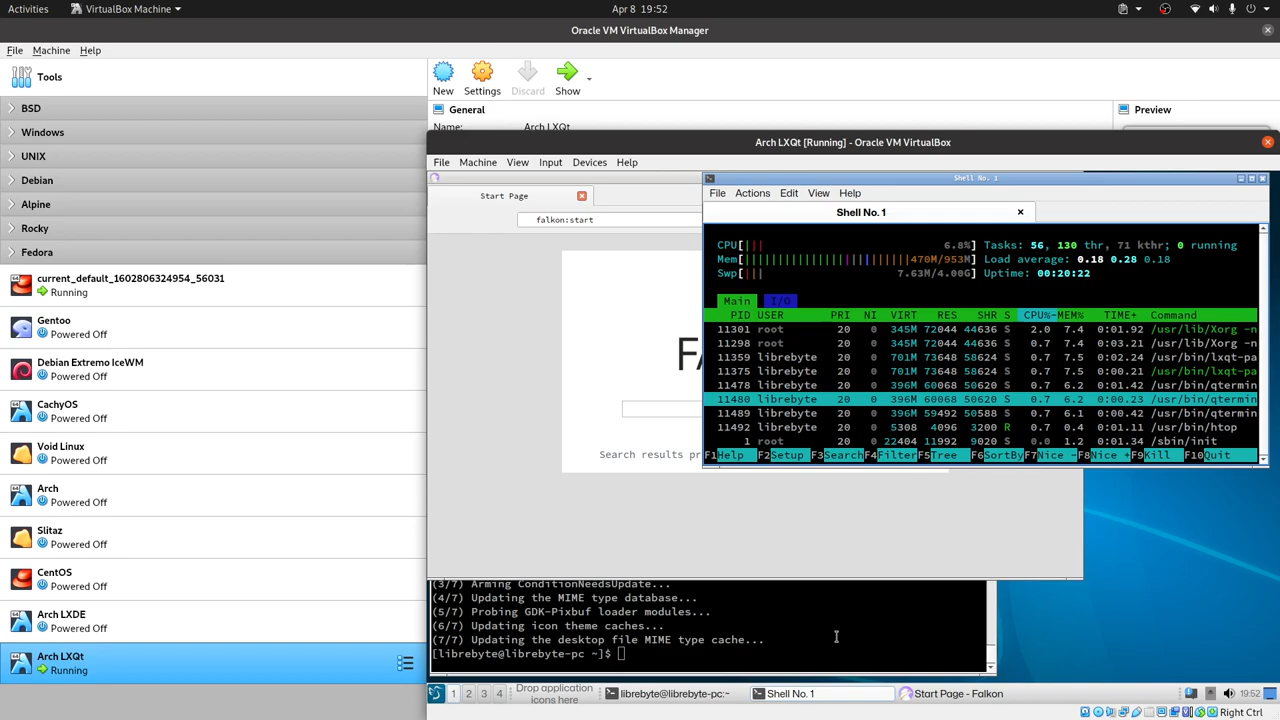 Activities VirtualBox Machine Apr 8 19:52
Oracle VM VirtualBox Manager
File Machine Help
Tools
New Settings Discard Show
BSD
Windows
UNIX
Debian
Alpine
Rocky
Fedora
current_default_1602806324954_56031
Running
Gentoo
Powered Off
Debian Extremo IceWM
Powered Off
CachyOS
Powered Off
Void Linux
Powered Off
Arch
Powered Off
Slitaz
Powered Off
CentOS
Powered Off
Arch LXDE
Powered Off
Arch LXQt
Running
General
Preview
Name: Arch LXQt
Arch LXQt [Running] - Oracle VM VirtualBox
File Machine View Input Devices Help
Start Page
falkon:start
Search results pr
Shell No. 1
File Actions Edit View Help
Shell No. 1
CPU[||| 6.8%] Tasks: 56, 130 thr, 71 kthr; 0 running
Mem[ 470M/953M] Load average: 0.18 0.28 0.18
Swp[||| 7.63M/4.00G] Uptime: 00:20:22
Main I/O
PID USER PRI NI VIRT RES SHR S CPU%- MEM% TIME+ Command
11301 root 20 0 345M 72044 44636 S 2.0 7.4 0:01.92 /usr/lib/Xorg -n
11298 root 20 0 345M 72044 44636 S 0.7 7.4 0:03.21 /usr/lib/Xorg -n
11359 librebyte 20 0 701M 73648 58624 S 0.7 7.5 0:02.24 /usr/bin/lxqt-pa
11375 librebyte 20 0 701M 73648 58624 S 0.7 7.5 0:00.21 /usr/bin/lxqt-pa
11478 librebyte 20 0 396M 60068 50620 S 0.7 6.2 0:01.42 /usr/bin/qtermin
11480 librebyte 20 0 396M 60068 50620 S 0.7 6.2 0:00.23 /usr/bin/qtermin
11489 librebyte 20 0 396M 59492 50588 S 0.7 6.1 0:00.42 /usr/bin/qtermin
11492 librebyte 20 0 5308 4096 3200 R 0.7 0.4 0:01.11 /usr/bin/htop
1 root 20 0 22404 11992 9020 S 0.0 1.2 0:01.34 /sbin/init
F1Help F2Setup F3SearchF4FilterF5Tree F6SortByF7Nice -F8Nice +F9Kill F10Quit
(3/7) Arming ConditionNeedsUpdate...
(4/7) Updating the MIME type database...
(5/7) Probing GDK-Pixbuf loader modules...
(6/7) Updating icon theme caches...
(7/7) Updating the desktop file MIME type cache...
[librebyte@librebyte-pc ~]$
1 2 3 4 Drop application icons here librebyte@librebyte-pc:~ Shell No. 1 Start Page - Falkon 19:52
Right Ctrl